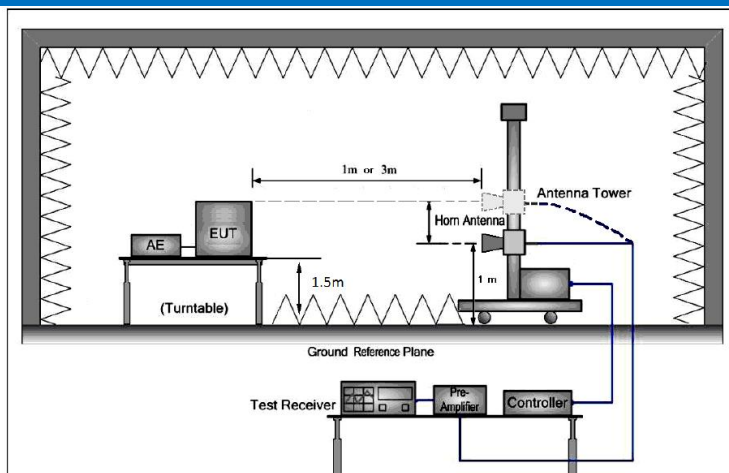 1m or 3m
Antenna Tower
Horn Antenna
EUT
AE
1.5m
1 m
(Turntable)
Ground Reference Plane
Test Receiver
Pre-
Amplifier
Controller